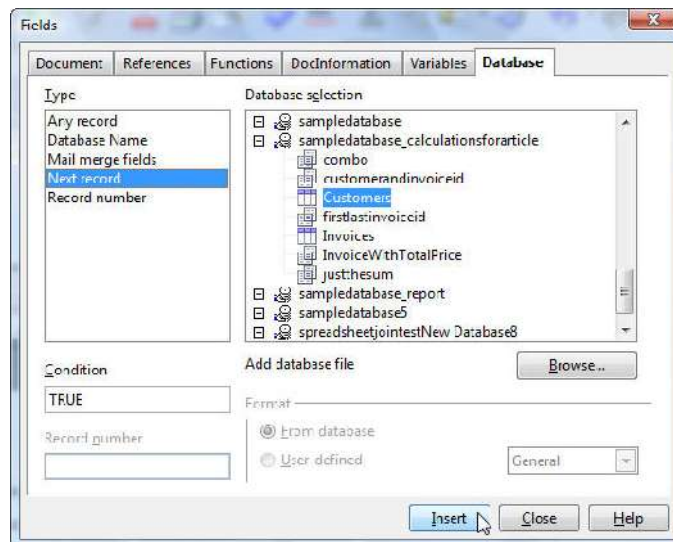 Fields
Document References Functions DocInformation Variables Database
Type
Any record
Database Name
Mail merge fields
Next record
Record number
Database selection
sampledatabase
sampledatabase_calculationsforarticle
combo
customerandinvoiceid
Customers
firstlastinvoiceid
Invoices
InvoiceWithTotalPrice
justthesum
sampledatabase_report
sampledatabase5
spreadsheetjointestNew Database8
Condition
TRUE
Record number
Add database file
Browse...
Format
From database
User defined
General
Insert Close Help